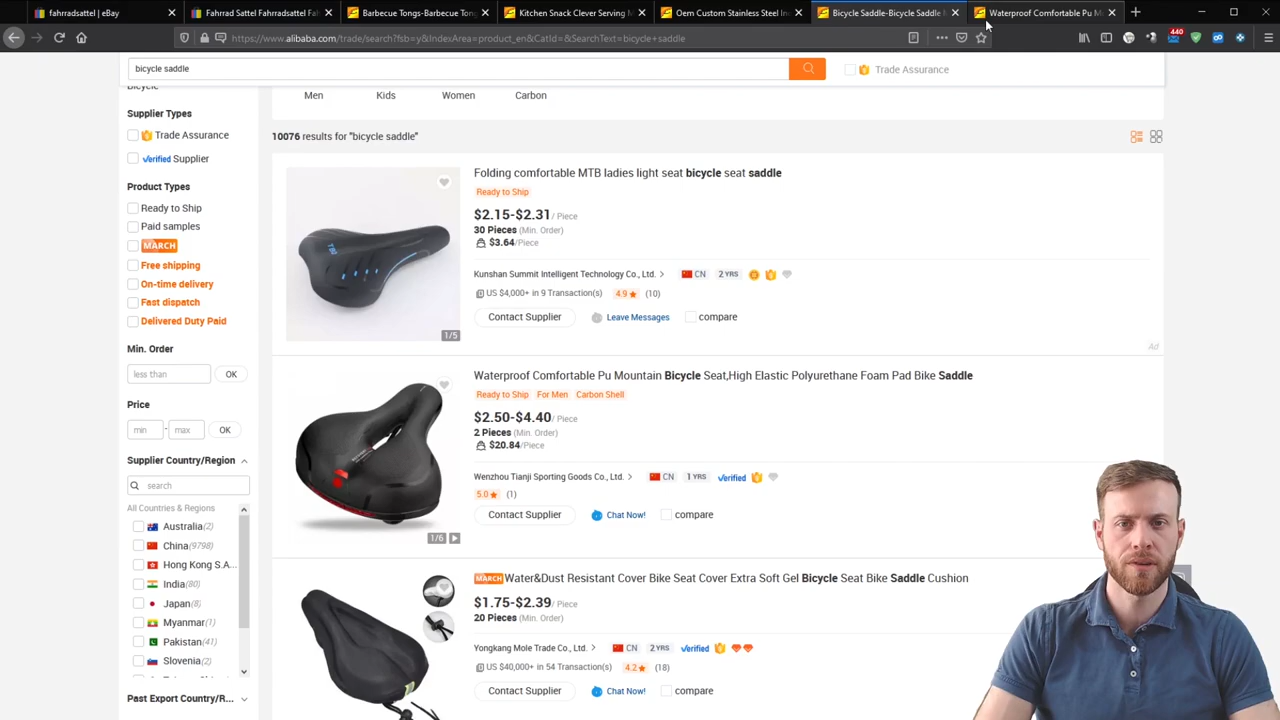 fahrradsattel | eBay
Fahrrad Sattel Fahrradsattel Fah
Barbecue Tongs-Barbecue Tong
Kitchen Snack Clever Serving M
Oem Custom Stainless Steel In
Bicycle Saddle-Bicycle Saddle M
Waterproof Comfortable Pu M
https://www.alibaba.com/trade/search?fsb=y&IndexArea=product_en&CatId=&SearchText=bicycle+saddle
440
bicycle saddle
Trade Assurance
Bicycle
Men Kids Women Carbon
Supplier Types
Trade Assurance
Verified Supplier
Product Types
Ready to Ship
Paid samples
MARCH
Free shipping
On-time delivery
Fast dispatch
Delivered Duty Paid
Min. Order
less than OK
Price
min - max OK
Supplier Country/Region
search
All Countries & Regions
Australia(2)
China(9798)
Hong Kong S.A...
India(80)
Japan(8)
Myanmar(1)
Pakistan(41)
Slovenia(2)
Past Export Country/R...
10076 results for "bicycle saddle"
Folding comfortable MTB ladies light seat bicycle seat saddle
Ready to Ship
$2.15-$2.31 / Piece
30 Pieces (Min. Order)
$3.64/Piece
Kunshan Summit Intelligent Technology Co., Ltd. CN 2 YRS
US $4,000+ in 9 Transaction(s) 4.9 (10)
Contact Supplier Leave Messages compare
1/5
Ad
Waterproof Comfortable Pu Mountain Bicycle Seat,High Elastic Polyurethane Foam Pad Bike Saddle
Ready to Ship For Men Carbon Shell
$2.50-$4.40 / Piece
2 Pieces (Min. Order)
$20.84/Piece
Wenzhou Tianji Sporting Goods Co., Ltd. CN 1 YRS Verified
5.0 (1)
Contact Supplier Chat Now! compare
1/6
MARCH Water&Dust Resistant Cover Bike Seat Cover Extra Soft Gel Bicycle Seat Bike Saddle Cushion
$1.75-$2.39 / Piece
20 Pieces (Min. Order)
Yongkang Mole Trade Co., Ltd. CN 2 YRS Verified
US $40,000+ in 54 Transaction(s) 4.2 (18)
Contact Supplier Chat Now! compare